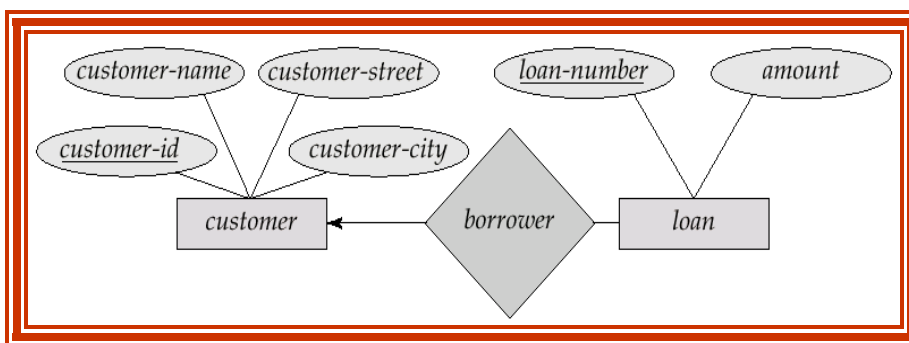 customer-name
customer-street
loan-number
amount
customer-id
customer-city
customer
borrower
loan